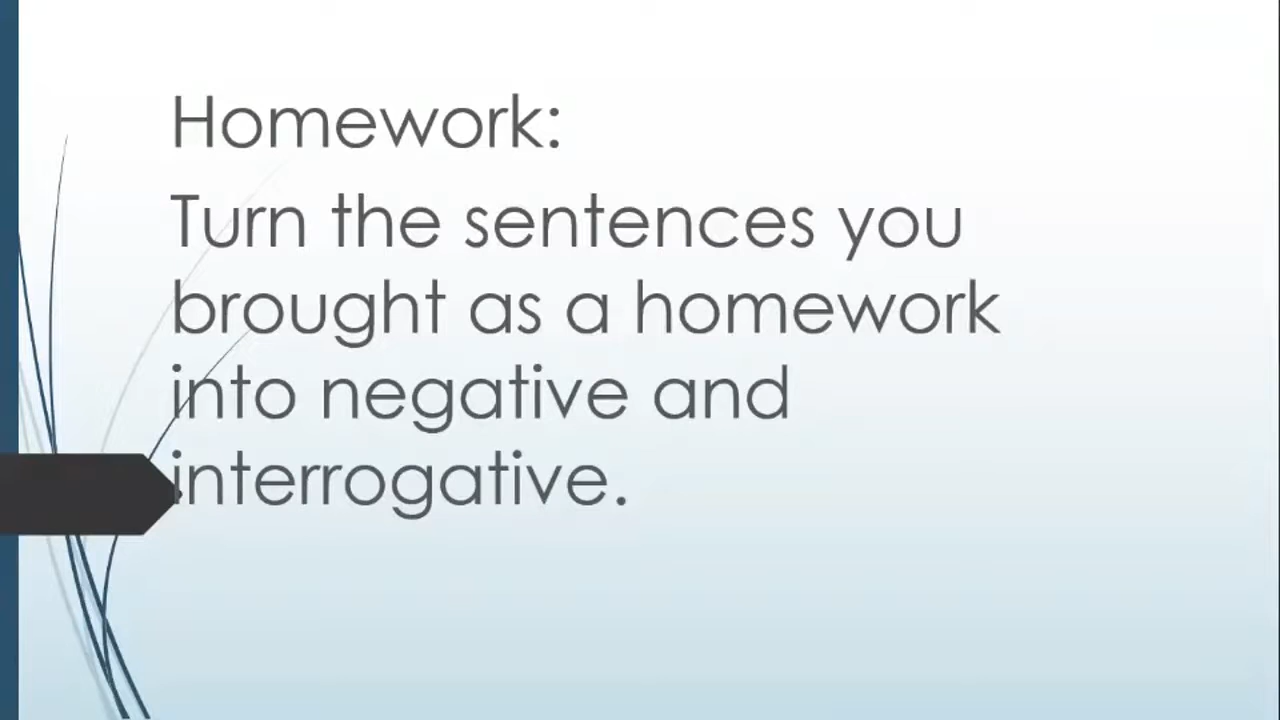 Homework:
Turn the sentences you
brought as a homework
into negative and
interrogative.